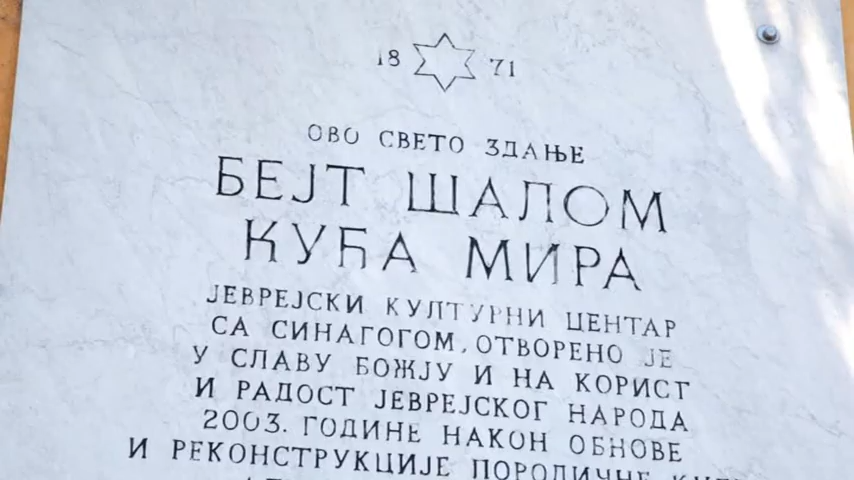 18 71
ОВО СВЕТО ЗДАЊЕ
БЕЈТ ШАЛОМ
КУЋА МИРА
ЈЕВРЕЈСКИ КУЛТУРНИ ЦЕНТАР
СА СИНАГОГОМ, ОТВОРЕНО ЈЕ
У СЛАВУ БОЖЈУ И НА КОРИСТ
И РАДОСТ ЈЕВРЕЈСКОГ НАРОДА
2003. ГОДИНЕ НАКОН ОБНОВЕ
И РЕКОНСТРУКЦИЈЕ ПОРОДИЧНЕ